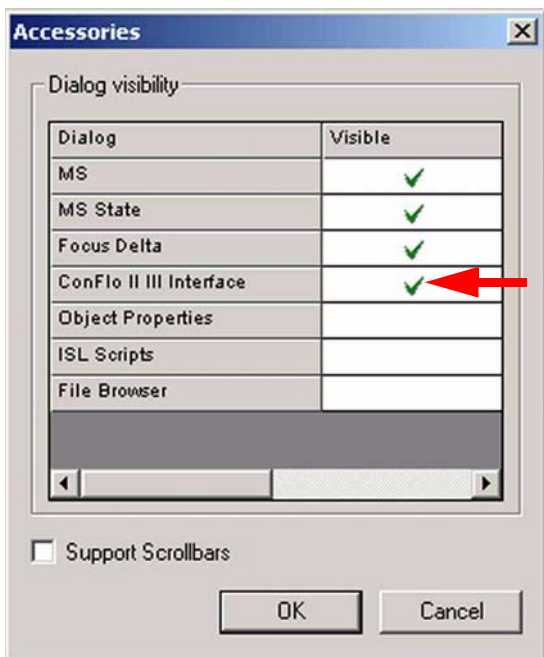 Accessories
Dialog visibility
Dialog Visible
MS
MS State
Focus Delta
ConFlo II III Interface
Object Properties
ISL Scripts
File Browser
Support Scrollbars
OK Cancel